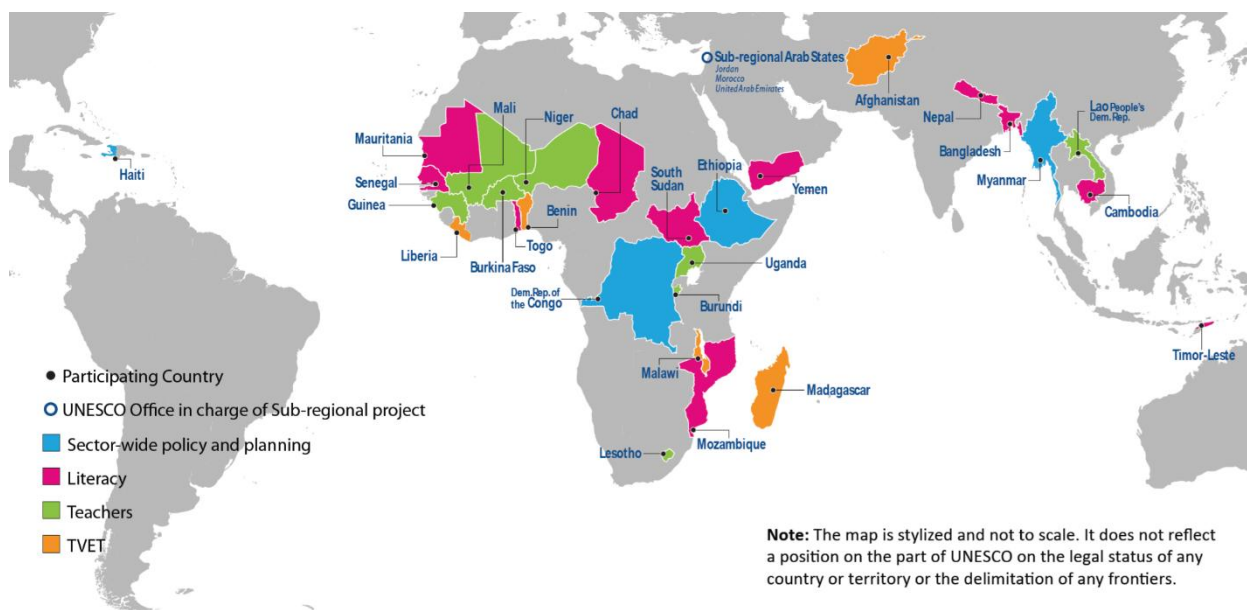 Sub-regional Arab States
Jordan
Morocco
United Arab Emirates
Afghanistan
Nepal
Lao People's
Dem. Rep.
Bangladesh
Myanmar
Cambodia
Haiti
Mali
Niger
Chad
Mauritania
Senegal
Guinea
Liberia
Togo
Benin
Burkina Faso
South
Sudan
Ethiopia
Yemen
Uganda
Dem. Rep. of
the Congo
Burundi
Malawi
Madagascar
Mozambique
Lesotho
Timor-Leste
Participating Country
UNESCO Office in charge of Sub-regional project
Sector-wide policy and planning
Literacy
Teachers
TVET
Note: The map is stylized and not to scale. It does not reflect
a position on the part of UNESCO on the legal status of any
country or territory or the delimitation of any frontiers.